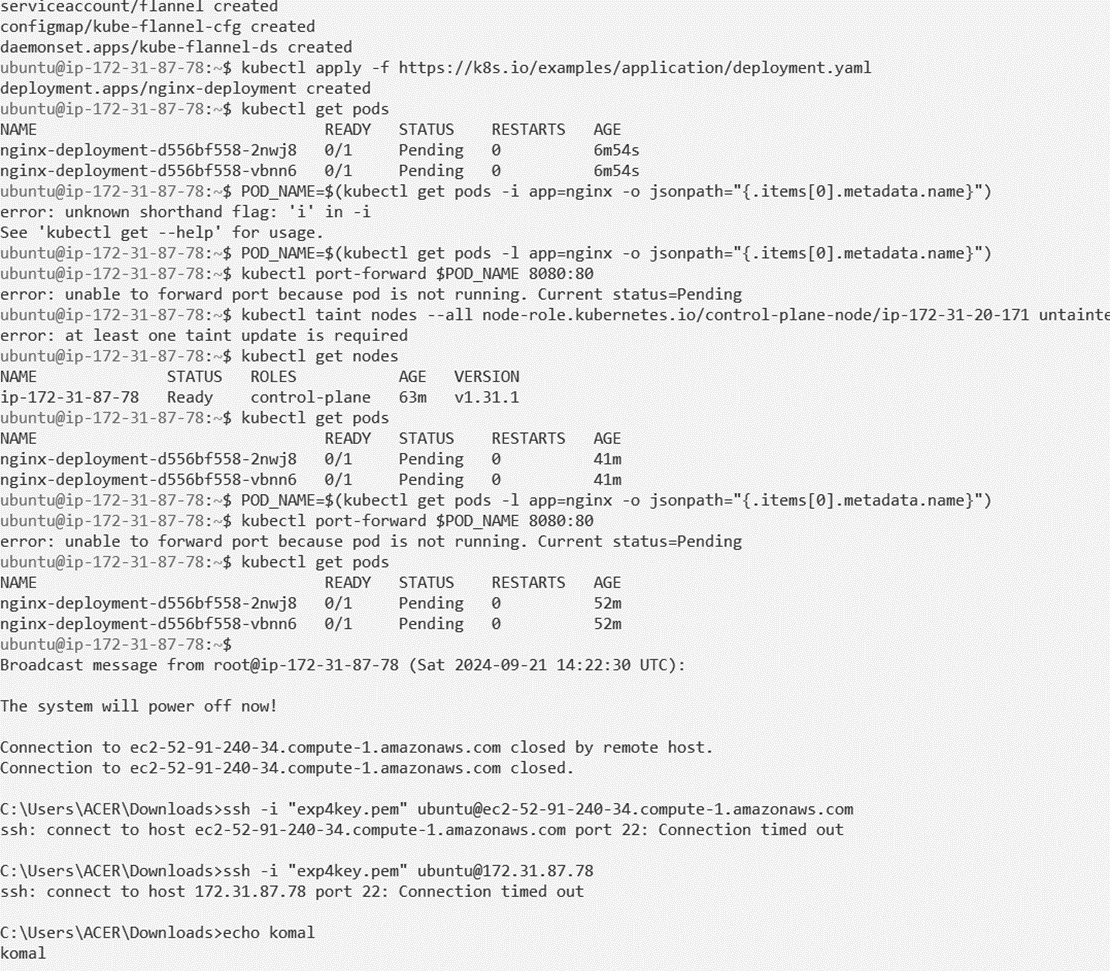 serviceaccount/flannel created
configmap/kube-flannel-cfg created
daemonset.apps/kube-flannel-ds created
ubuntu@ip-172-31-87-78:~$ kubectl apply -f https://k8s.io/examples/application/deployment.yaml
deployment.apps/nginx-deployment created
ubuntu@ip-172-31-87-78:~$ kubectl get pods
NAME                               READY   STATUS    RESTARTS   AGE
nginx-deployment-d556bf558-2nwj8   0/1     Pending   0          6m54s
nginx-deployment-d556bf558-vbnn6   0/1     Pending   0          6m54s
ubuntu@ip-172-31-87-78:~$ POD_NAME=$(kubectl get pods -i app=nginx -o jsonpath="{.items[0].metadata.name}")
error: unknown shorthand flag: 'i' in -i
See 'kubectl get --help' for usage.
ubuntu@ip-172-31-87-78:~$ POD_NAME=$(kubectl get pods -l app=nginx -o jsonpath="{.items[0].metadata.name}")
ubuntu@ip-172-31-87-78:~$ kubectl port-forward $POD_NAME 8080:80
error: unable to forward port because pod is not running. Current status=Pending
ubuntu@ip-172-31-87-78:~$ kubectl taint nodes --all node-role.kubernetes.io/control-plane-node/ip-172-31-20-171 untainte
error: at least one taint update is required
ubuntu@ip-172-31-87-78:~$ kubectl get nodes
NAME              STATUS   ROLES           AGE   VERSION
ip-172-31-87-78   Ready    control-plane   63m   v1.31.1
ubuntu@ip-172-31-87-78:~$ kubectl get pods
NAME                               READY   STATUS    RESTARTS   AGE
nginx-deployment-d556bf558-2nwj8   0/1     Pending   0          41m
nginx-deployment-d556bf558-vbnn6   0/1     Pending   0          41m
ubuntu@ip-172-31-87-78:~$ POD_NAME=$(kubectl get pods -l app=nginx -o jsonpath="{.items[0].metadata.name}")
ubuntu@ip-172-31-87-78:~$ kubectl port-forward $POD_NAME 8080:80
error: unable to forward port because pod is not running. Current status=Pending
ubuntu@ip-172-31-87-78:~$ kubectl get pods
NAME                               READY   STATUS    RESTARTS   AGE
nginx-deployment-d556bf558-2nwj8   0/1     Pending   0          52m
nginx-deployment-d556bf558-vbnn6   0/1     Pending   0          52m
ubuntu@ip-172-31-87-78:~$
Broadcast message from root@ip-172-31-87-78 (Sat 2024-09-21 14:22:30 UTC):
The system will power off now!
Connection to ec2-52-91-240-34.compute-1.amazonaws.com closed by remote host.
Connection to ec2-52-91-240-34.compute-1.amazonaws.com closed.
C:\Users\ACER\Downloads>ssh -i "exp4key.pem" ubuntu@ec2-52-91-240-34.compute-1.amazonaws.com
ssh: connect to host ec2-52-91-240-34.compute-1.amazonaws.com port 22: Connection timed out
C:\Users\ACER\Downloads>ssh -i "exp4key.pem" ubuntu@172.31.87.78
ssh: connect to host 172.31.87.78 port 22: Connection timed out
C:\Users\ACER\Downloads>echo komal
komal